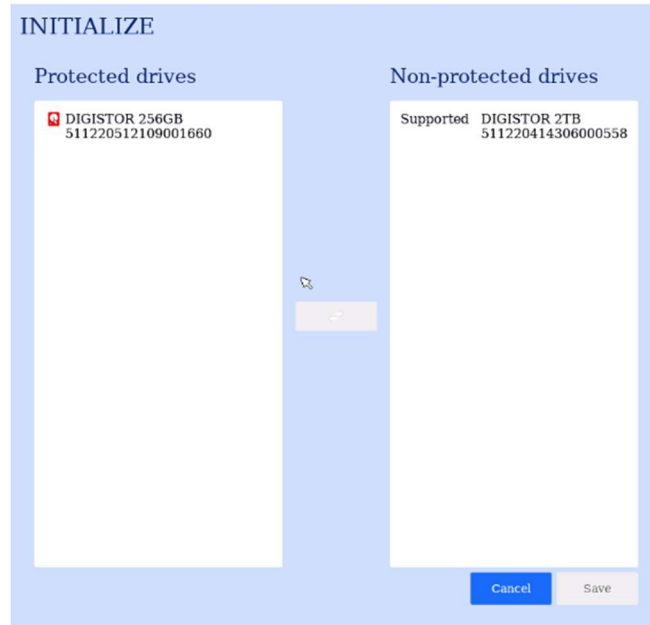 INITIALIZE
Protected drives
DIGISTOR 256GB
511220512109001660
Non-protected drives
Supported DIGISTOR 2TB
511220414306000558
Cancel Save